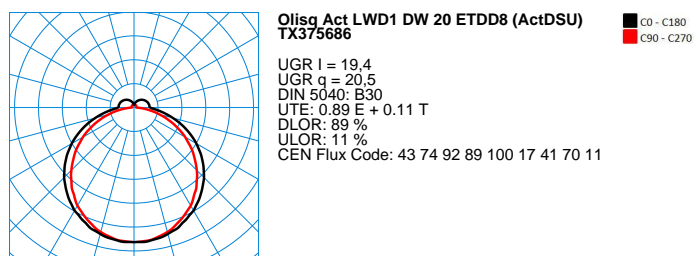 Olisq Act LWD1 DW 20 ETDD8 (ActDSU)
TX375686
UGR l = 19,4
UGR q = 20,5
DIN 5040: B30
UTE: 0.89 E + 0.11 T
DLOR: 89 %
ULOR: 11 %
CEN Flux Code: 43 74 92 89 100 17 41 70 11
C0 - C180
C90 - C270